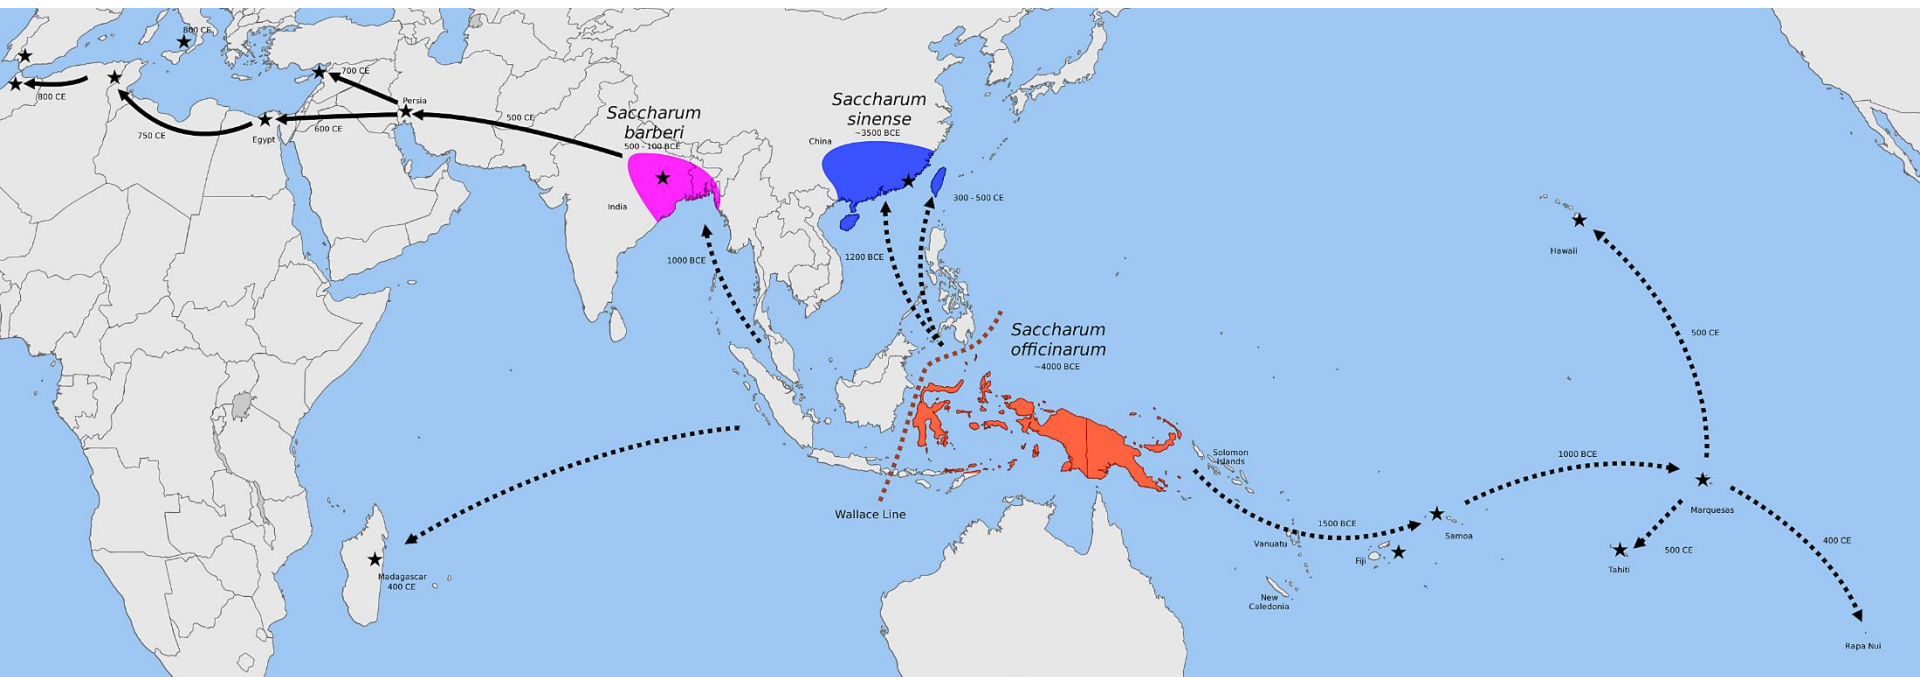 800 CE
700 CE
800 CE
Persia
500 CE
600 CE
750 CE
Egypt
Saccharum
barberi
500 - 100 BCE
India
Saccharum
sinense
~3500 BCE
China
300 - 500 CE
1000 BCE
1200 BCE
Hawaii
500 CE
Saccharum
officinarum
~4000 BCE
Wallace Line
Solomon
Islands
1000 BCE
1500 BCE
Samoa
Vanuatu
Fiji
New
Caledonia
Marquesas
500 CE
Tahiti
400 CE
Rapa Nui
Madagascar
400 CE